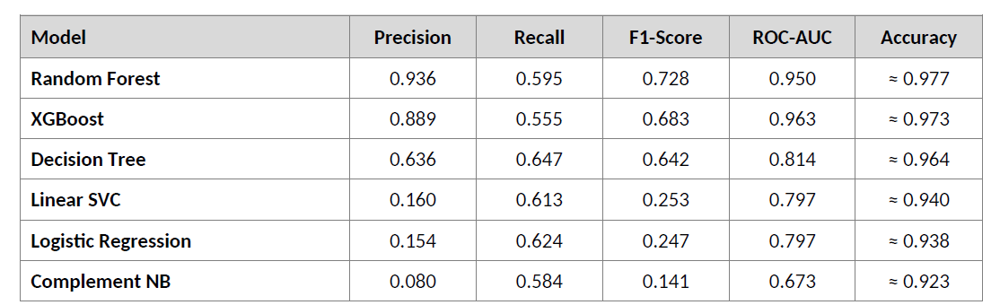 Model Precision Recall F1-Score ROC-AUC Accuracy
Random Forest 0.936 0.595 0.728 0.950 ≈ 0.977
XGBoost 0.889 0.555 0.683 0.963 ≈ 0.973
Decision Tree 0.636 0.647 0.642 0.814 ≈ 0.964
Linear SVC 0.160 0.613 0.253 0.797 ≈ 0.940
Logistic Regression 0.154 0.624 0.247 0.797 ≈ 0.938
Complement NB 0.080 0.584 0.141 0.673 ≈ 0.923